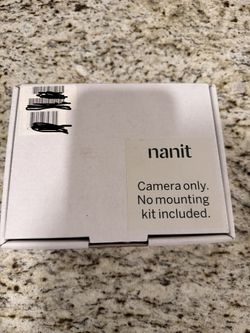 nanit
Camera only.
No mounting
kit included.